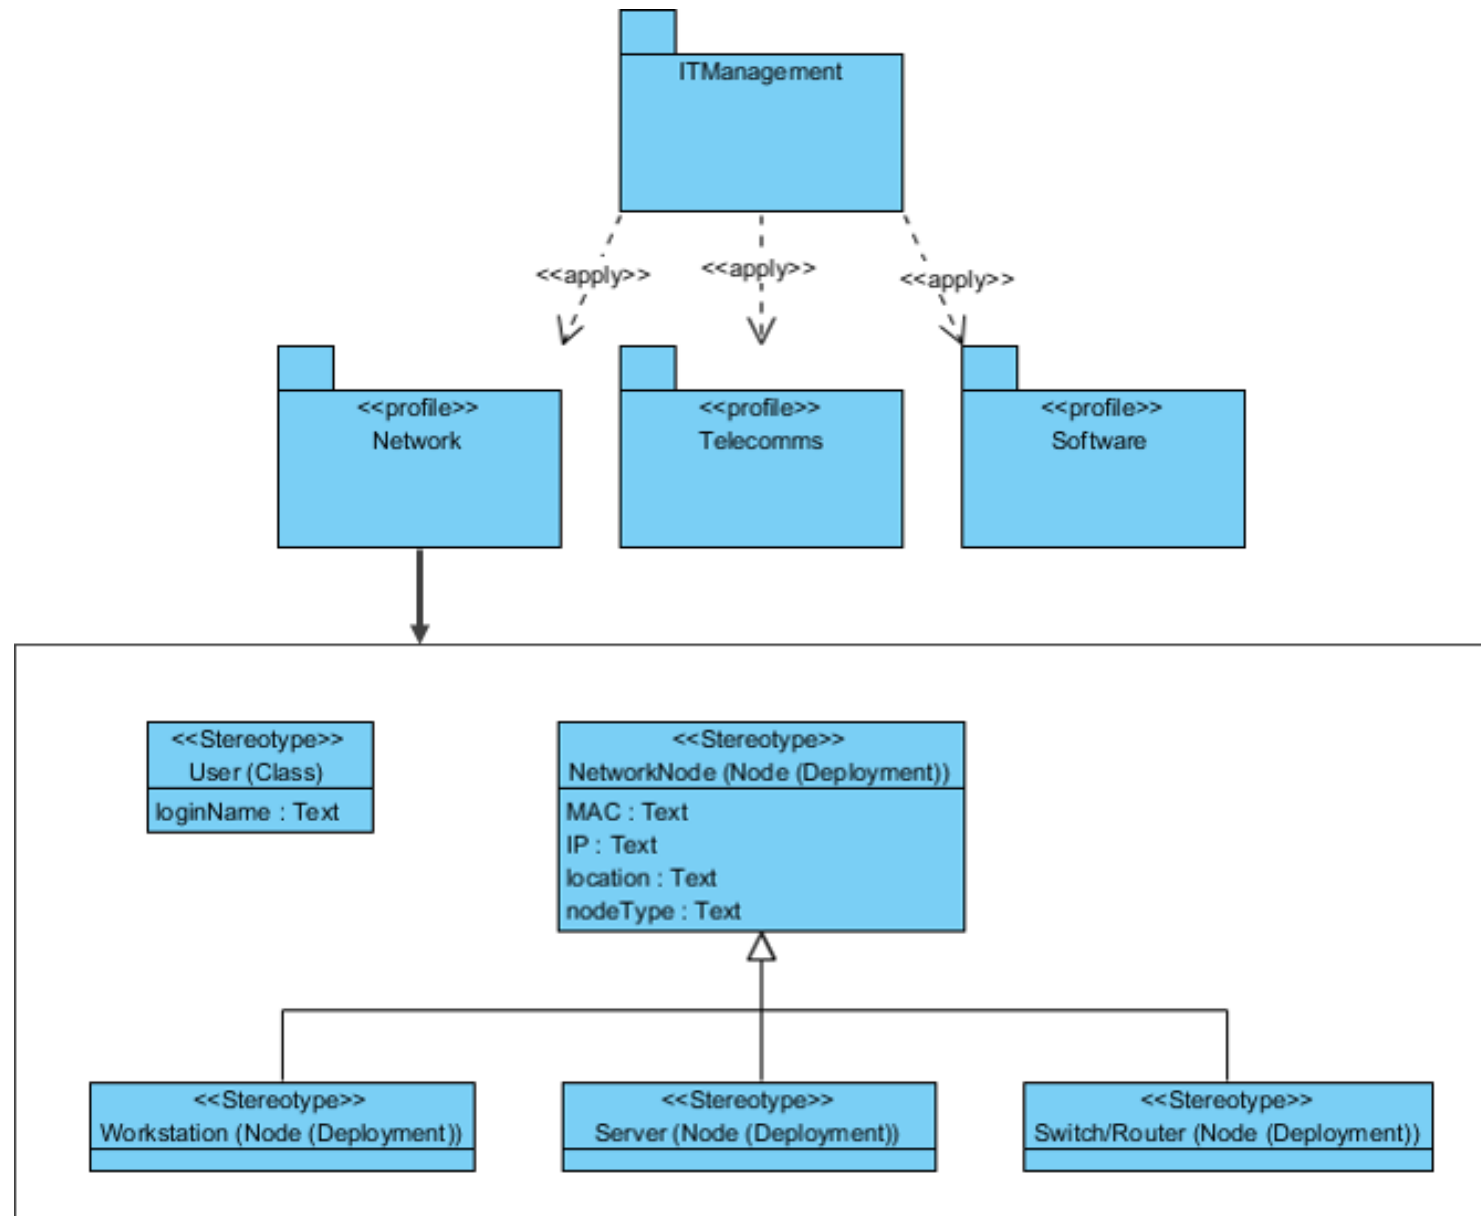 ITManagement
<<apply>>
<<apply>>
<<apply>>
<<profile>>
Network
<<profile>>
Telecomms
<<profile>>
Software
<<Stereotype>>
User (Class)
loginName : Text
<<Stereotype>>
NetworkNode (Node (Deployment))
MAC : Text
IP : Text
location : Text
nodeType : Text
<<Stereotype>>
Workstation (Node (Deployment))
<<Stereotype>>
Server (Node (Deployment))
<<Stereotype>>
Switch/Router (Node (Deployment))